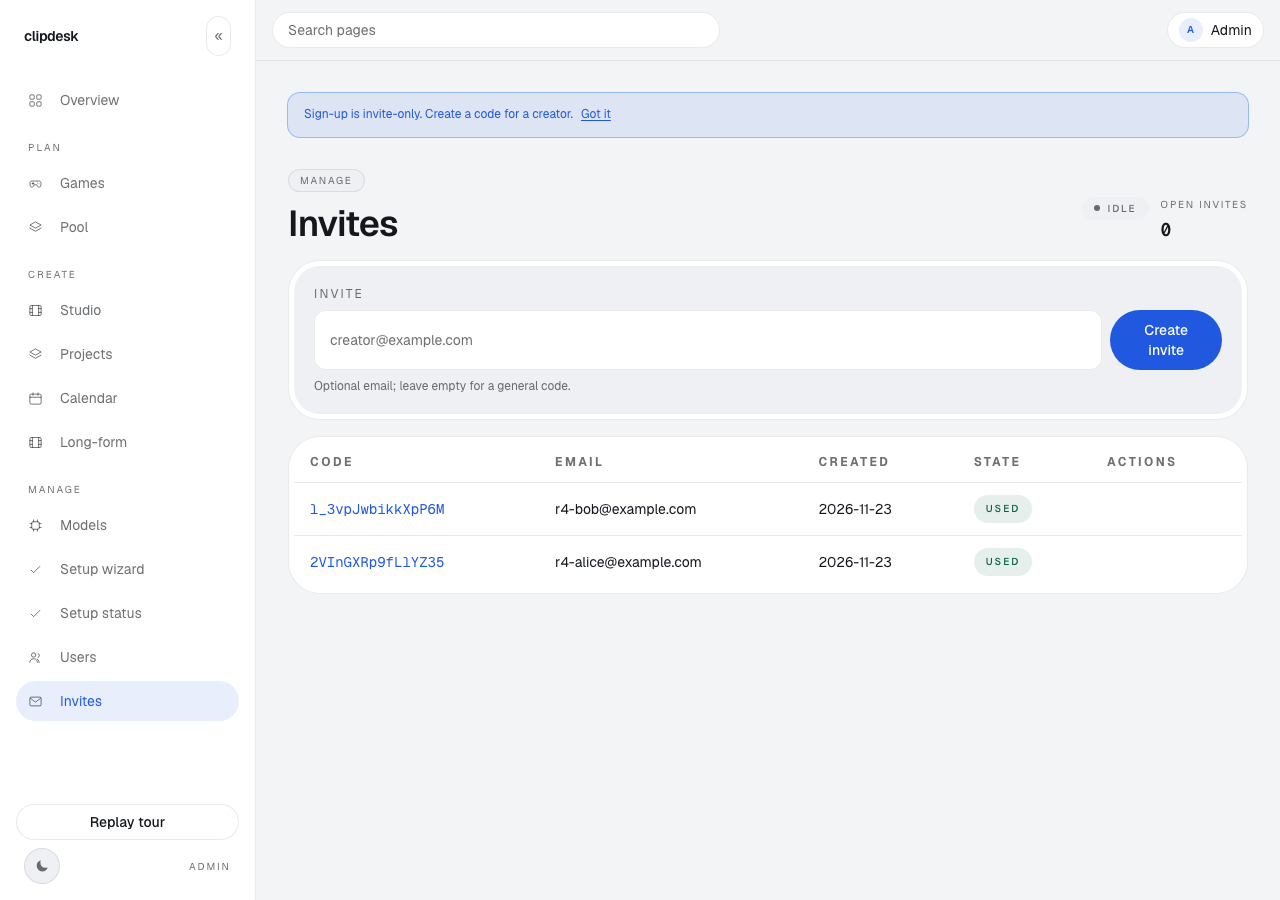 clipdesk
«
Search pages
A Admin
Overview
PLAN
Games
Pool
CREATE
Studio
Projects
Calendar
Long-form
MANAGE
Models
Setup wizard
Setup status
Users
Invites
Replay tour
ADMIN
Sign-up is invite-only. Create a code for a creator. Got it
MANAGE
Invites
IDLE
OPEN INVITES
0
INVITE
creator@example.com
Create
invite
Optional email; leave empty for a general code.
CODE EMAIL CREATED STATE ACTIONS
l_3vpJwbikkXpP6M r4-bob@example.com 2026-11-23 USED
2VInGXRp9fLlYZ35 r4-alice@example.com 2026-11-23 USED